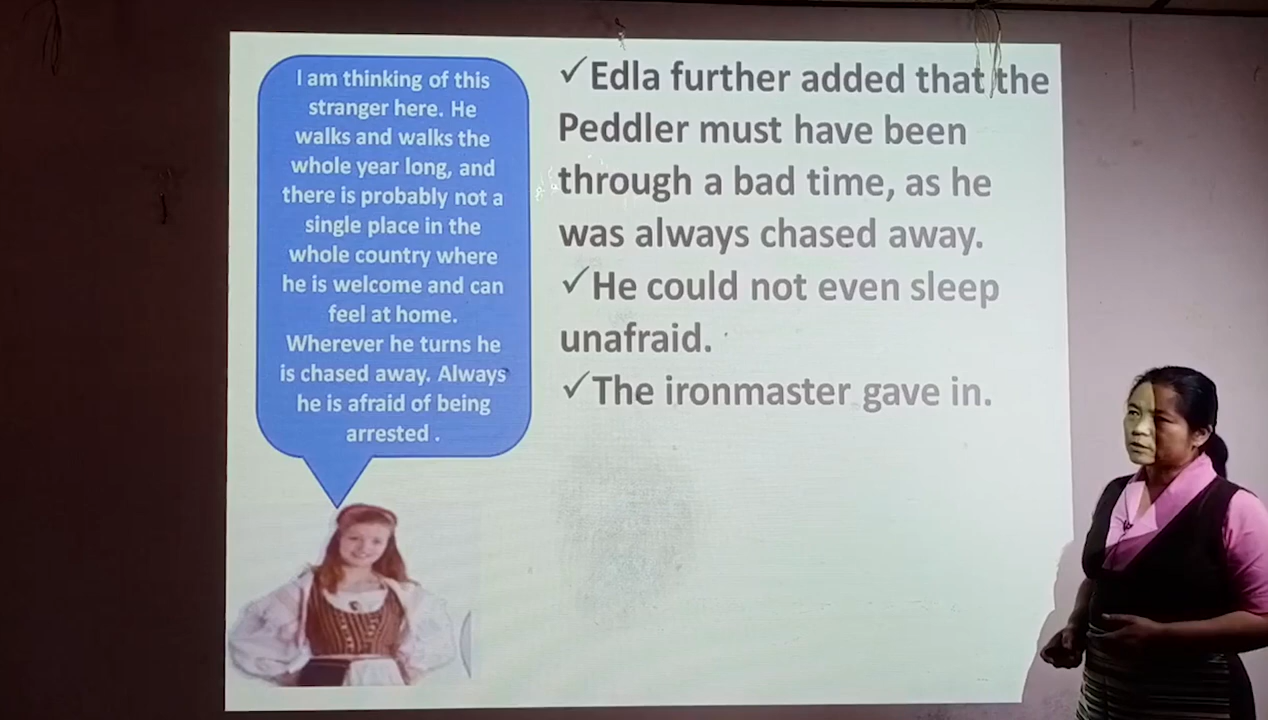 I am thinking of this
stranger here. He
walks and walks the
whole year long, and
there is probably not a
single place in the
whole country where
he is welcome and can
feel at home.
Wherever he turns he
is chased away. Always
he is afraid of being
arrested .
✓Edla further added that the
Peddler must have been
through a bad time, as he
was always chased away.
✓He could not even sleep
unafraid.
✓The ironmaster gave in.